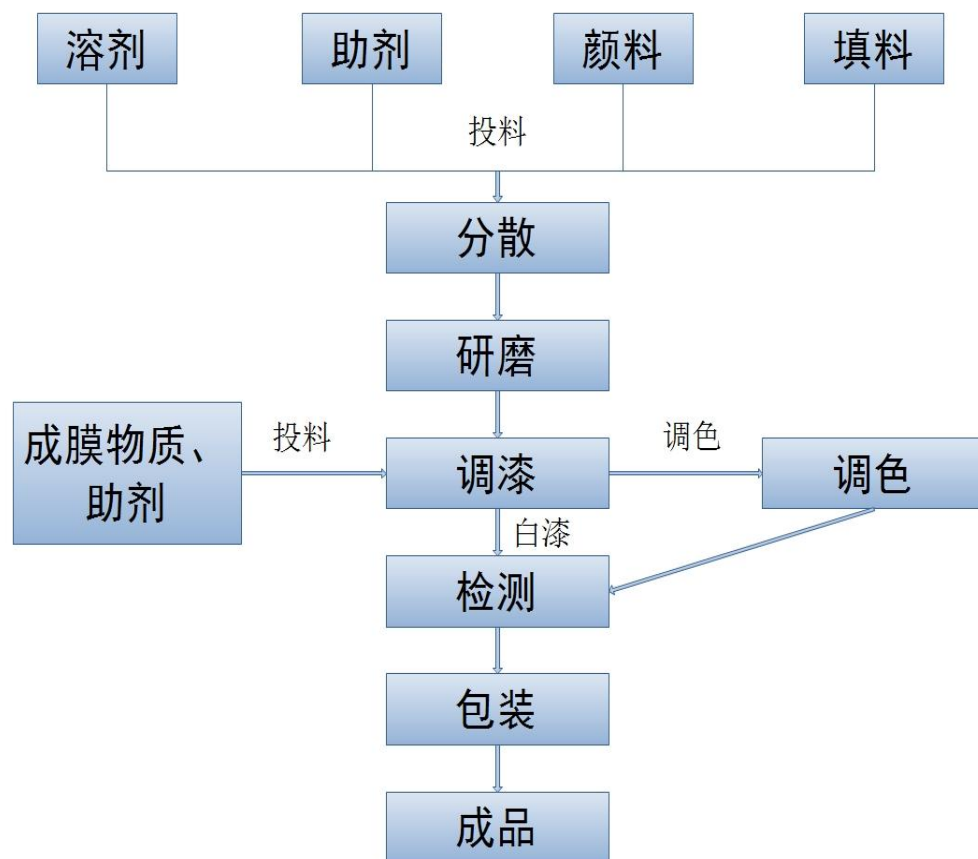 溶剂
助剂
颜料
填料
投料
分散
研磨
成膜物质、
助剂
投料
调漆
调色
调色
白漆
检测
包装
成品